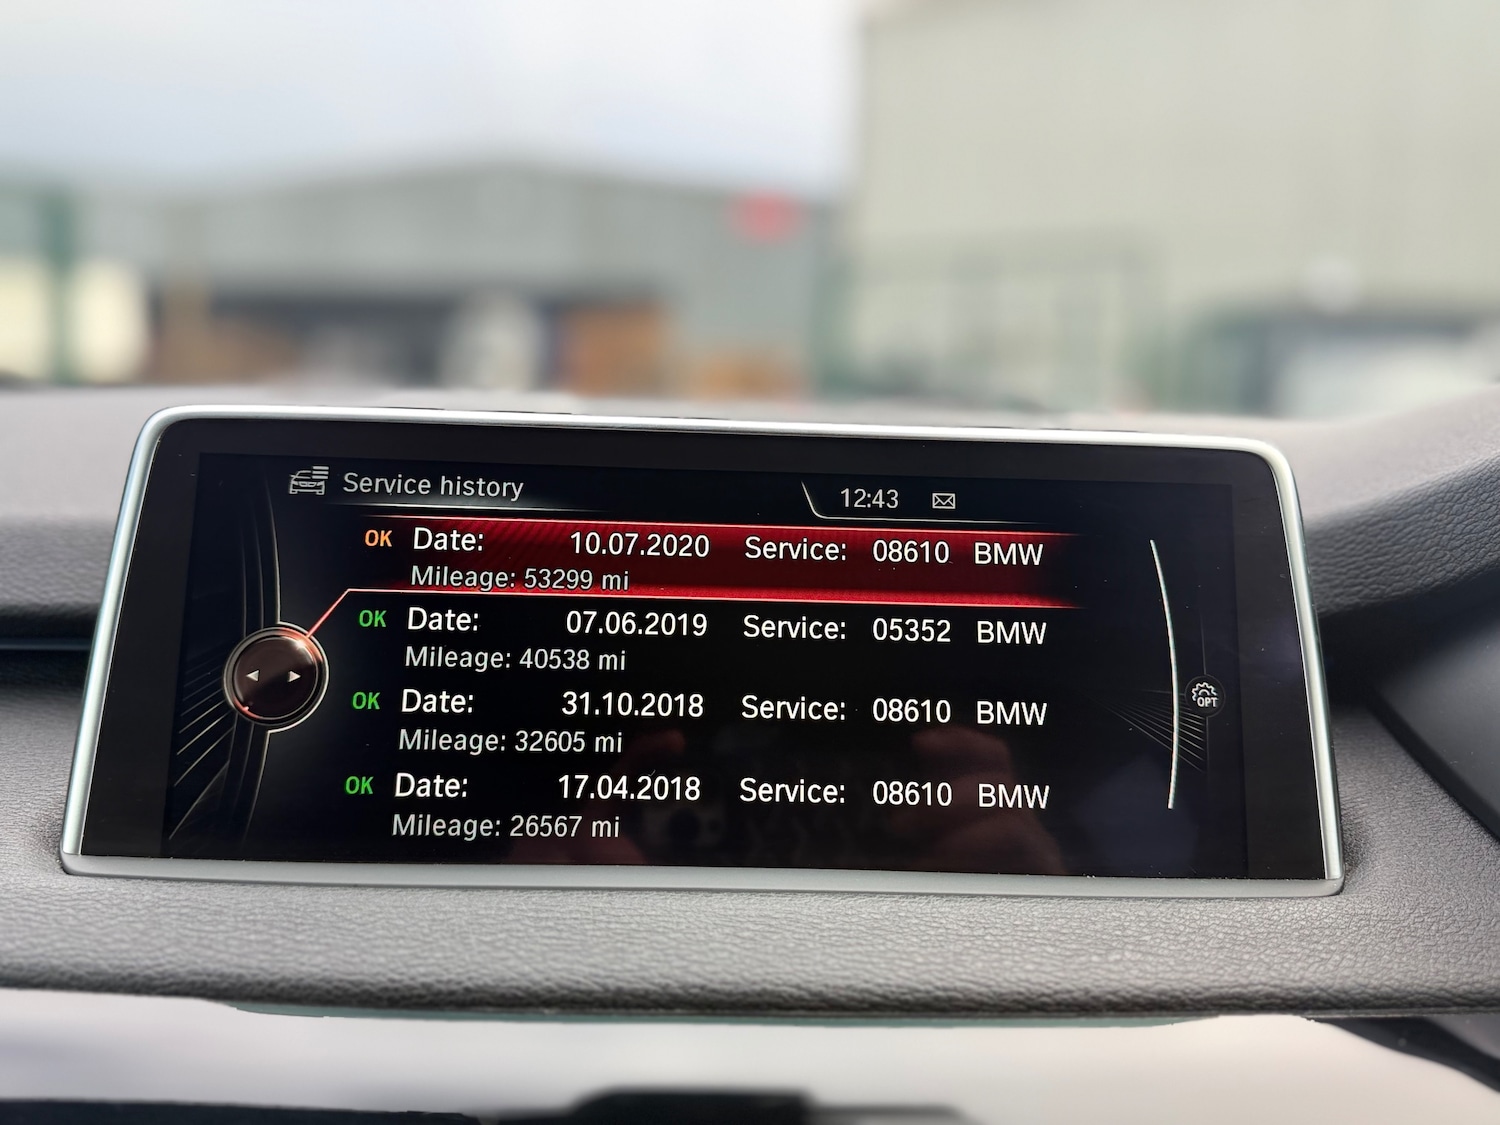 Service history 12:43
OK Date: 10.07.2020 Service: 08610 BMW
Mileage: 53299 mi
OK Date: 07.06.2019 Service: 05352 BMW
Mileage: 40538 mi
OK Date: 31.10.2018 Service: 08610 BMW
Mileage: 32605 mi
OPT
OK Date: 17.04.2018 Service: 08610 BMW
Mileage: 26567 mi